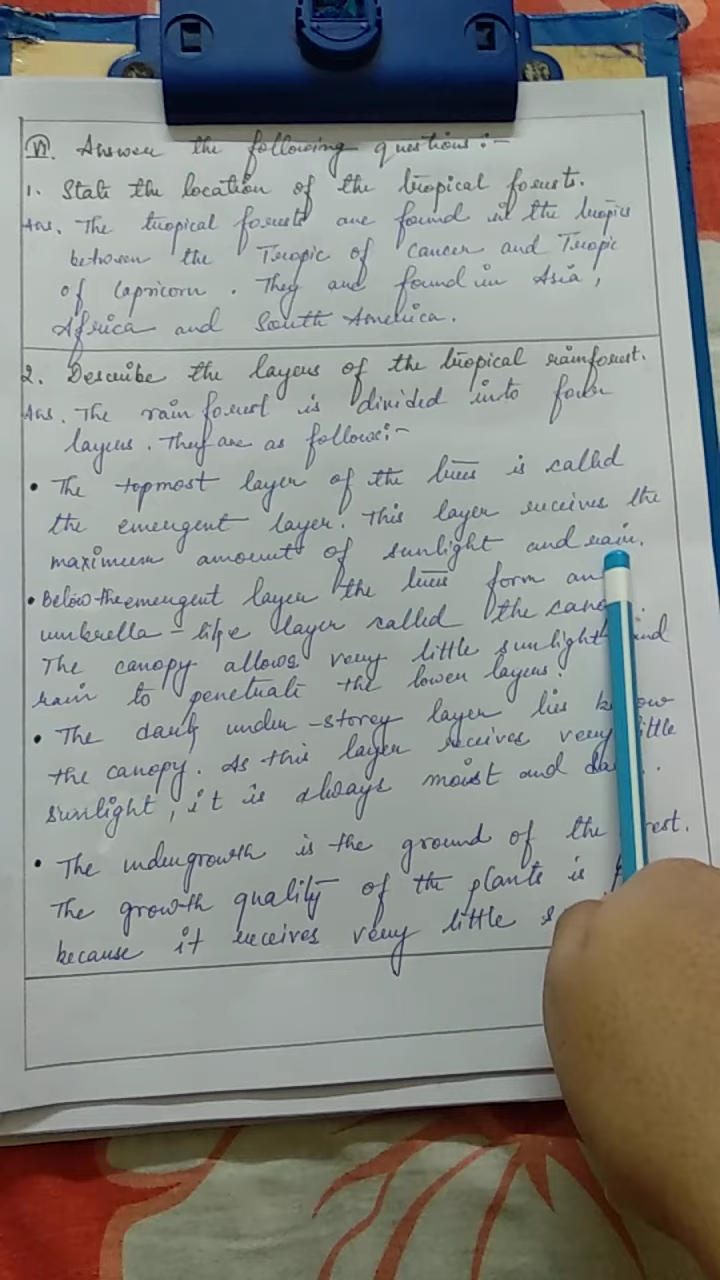 VI. Answer the following questions :-
1. State the location of the tropical forests.
Ans. The tropical forests are found in the tropics
between the Tropic of Cancer and Tropic
of Capricorn. They are found in Asia,
Africa and South America.
2. Describe the layers of the tropical rainforest.
Ans. The rain forest is divided into four
layers. They are as follows:-
• The topmost layer of the trees is called
the emergent layer. This layer receives the
maximum amount of sunlight and rain.
• Below the emergent layer the trees form an
umbrella-like layer called the
The canopy allows very little sunlight and
rain to penetrate the lower layers.
• The dark under-storey layer lies below
the canopy. As this layer receives very little
sunlight, it is always moist and
• The undergrowth is the ground of the forest.
The growth quality of the plants is
because it receives very little